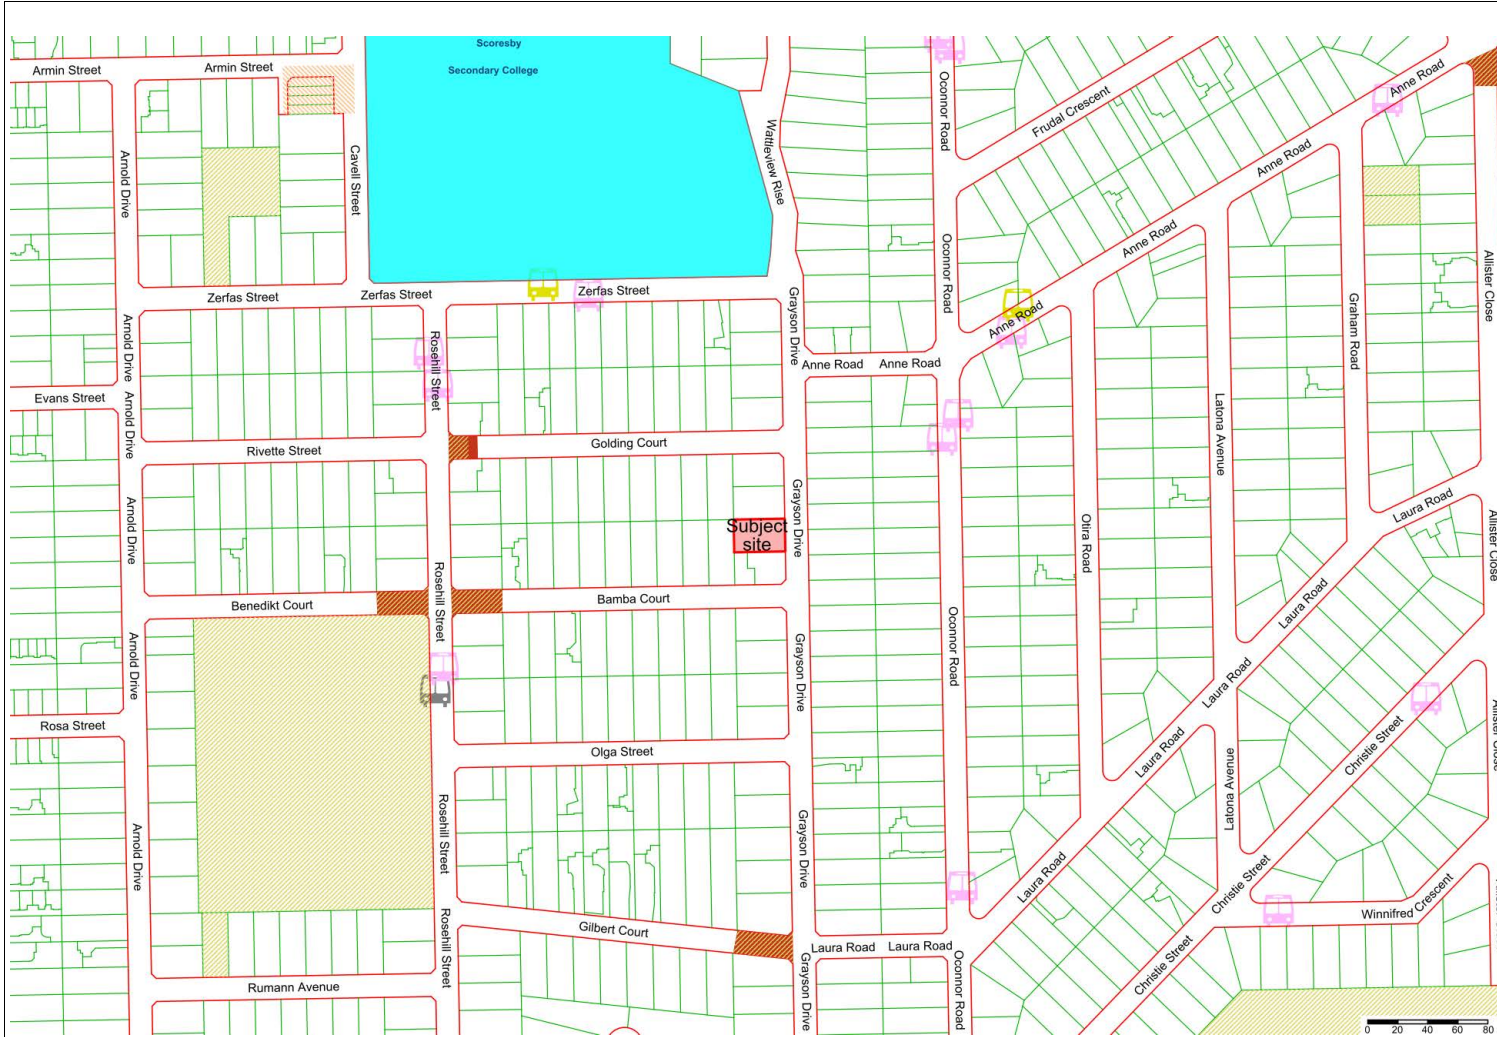 Scoresby
Secondary College
Armin Street
Armin Street
Anne Road
Oconnor Road
Frudal Crescent
Wattleview Rise
Arnold Drive
Cavell Street
Anne Road
Anne Road
Oconnor Road
Allister Close
Zerfas Street
Zerfas Street
Zerfas Street
Grayson Drive
Anne Road
Graham Road
Arnold Drive
Rosehill Street
Anne Road
Anne Road
Evans Street
Arnold Drive
Latona Avenue
Rivette Street
Golding Court
Laura Road
Arnold Drive
Grayson Drive
Subject
site
Otira Road
Allister Close
Rosehill Street
Benedikt Court
Bamba Court
Laura Road
Arnold Drive
Grayson Drive
Oconnor Road
Laura Road
Rosa Street
Olga Street
Laura Road
Christie Street
Allister Close
Latona Avenue
Arnold Drive
Rosehill Street
Grayson Drive
Laura Road
Christie Street
Winnifred Crescent
Gilbert Court
Rosehill Street
Laura Road
Laura Road
Christie Street
Rumann Avenue
Grayson Drive
Oconnor Road
0 20 40 60 80